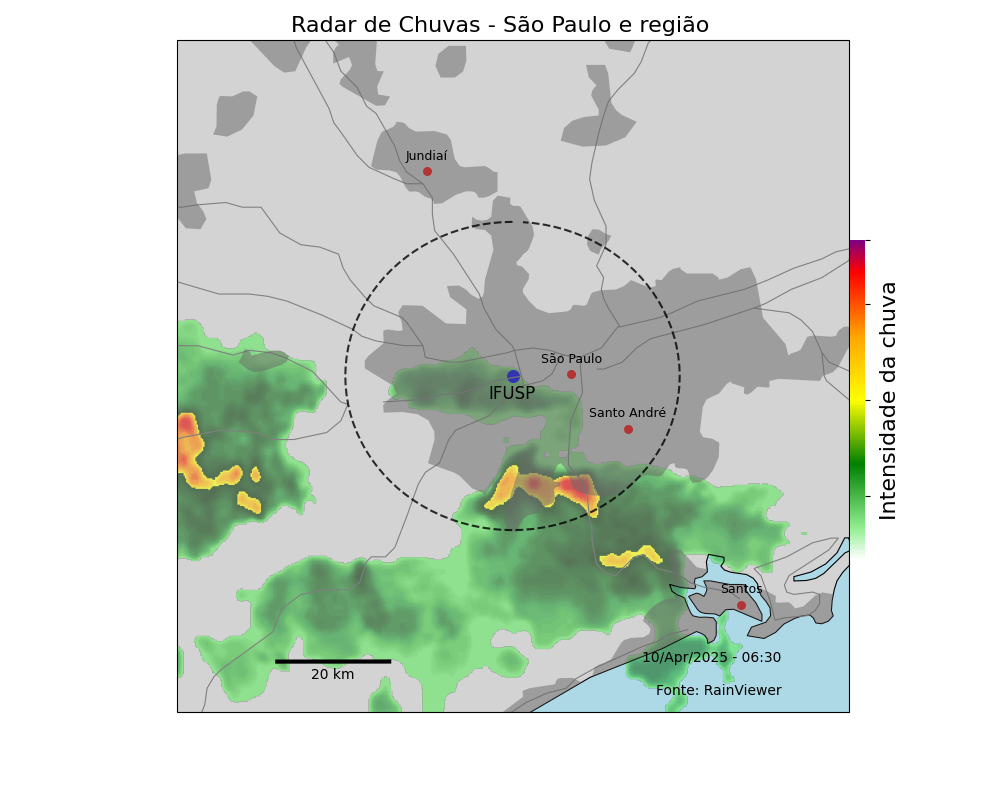 Radar de Chuvas - São Paulo e região
Jundiaí
São Paulo
IFUSP
Santo André
Intensidade da chuva
Santos
10/Apr/2025 - 06:30
20 km
Fonte: RainViewer